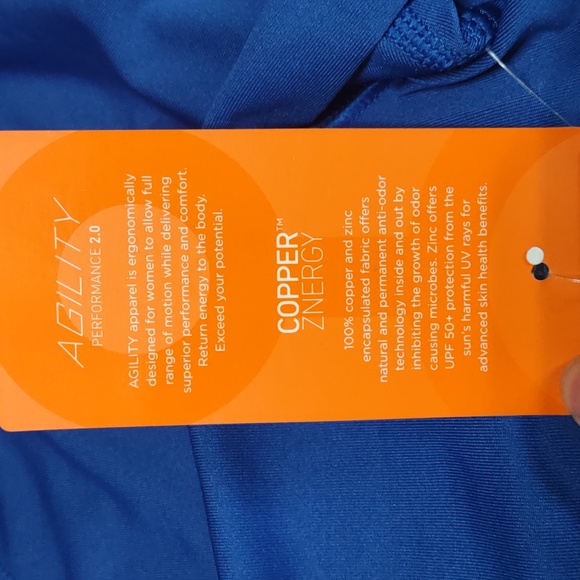 AGILITY
PERFORMANCE 2.0
AGILITY apparel is ergonomically
designed for women to allow full
range of motion while delivering
superior performance and comfort.
Return energy to the body.
Exceed your potential.
COPPER™
ZNERGY
100% copper and zinc
encapsulated fabric offers
natural and permanent anti-odor
technology inside and out by
inhibiting the growth of odor
causing microbes. Zinc offers
UPF 50+ protection from the
sun's harmful UV rays for
advanced skin health benefits.